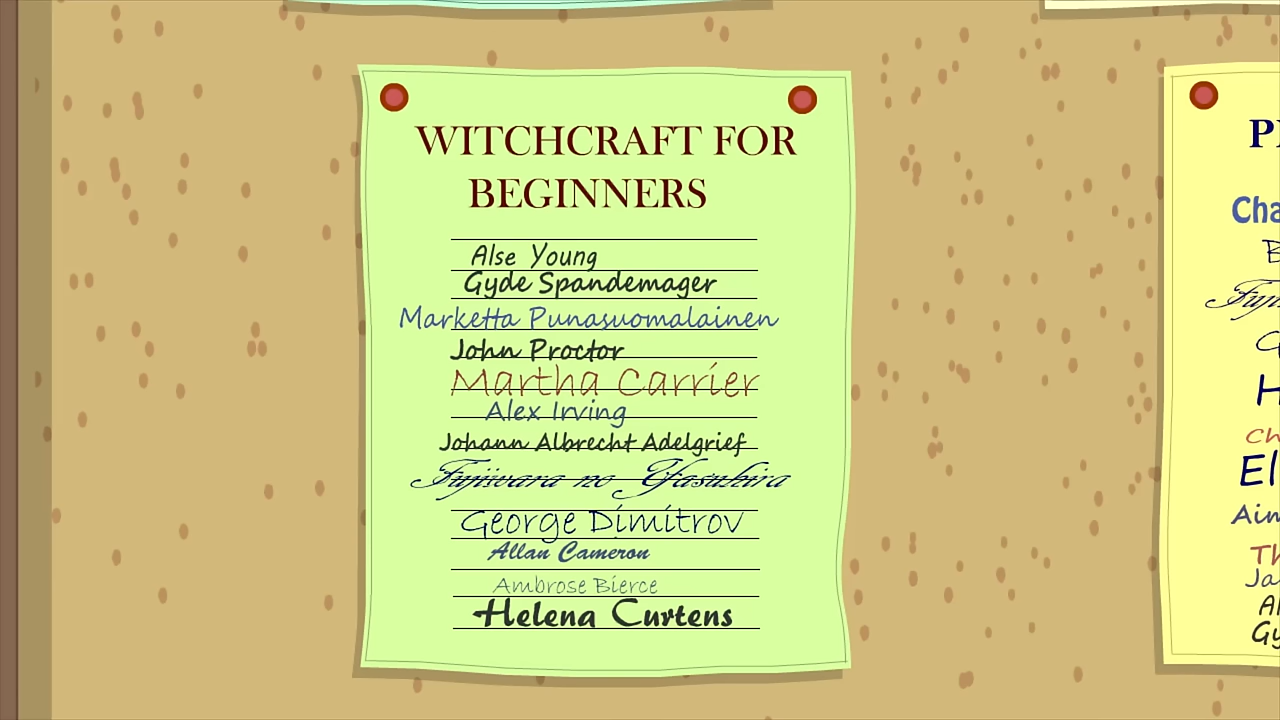 WITCHCRAFT FOR
BEGINNERS
Alse Young
Gyde Spandemager
Marketta Punasuomalainen
John Proctor
Martha Carrier
Alex Irving
Johann Albrecht Adelgrief
Fujiwara no Yasuhira
George Dimitrov
Allan Cameron
Ambrose Bierce
Helena Curtens